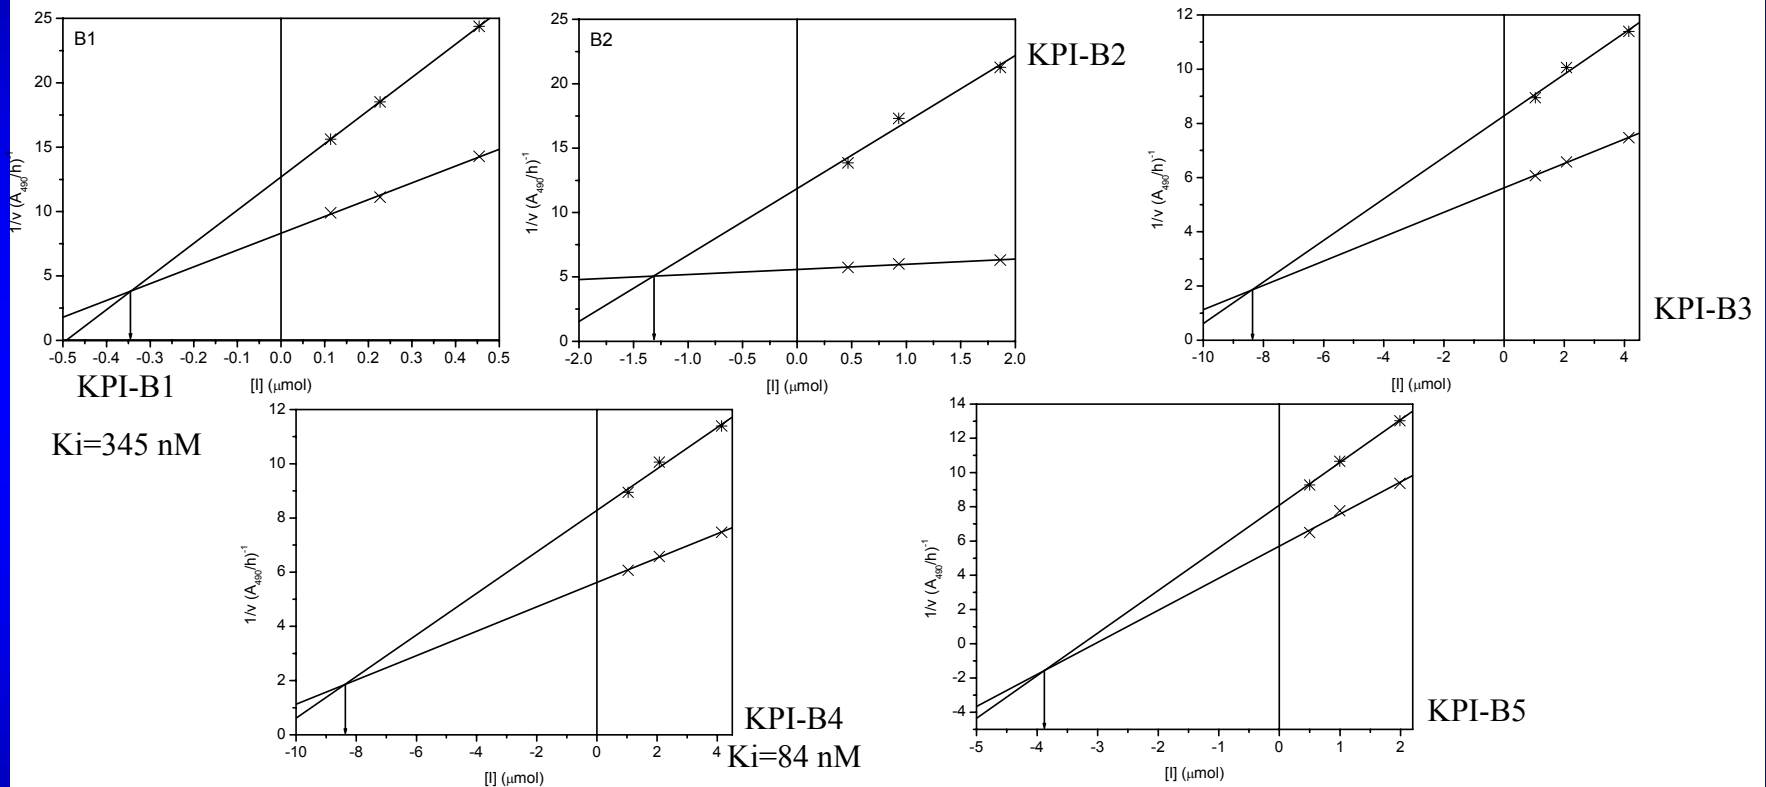 B1
25
20
15
10
5
0
1/v (A490/h)-1
-0.5 -0.4 -0.3 -0.2 -0.1 0.0 0.1 0.2 0.3 0.4 0.5
[I] (μmol)
KPI-B1
Ki=345 nM
B2
25
20
15
10
5
0
1/v (A490/h)-1
-2.0 -1.5 -1.0 -0.5 0.0 0.5 1.0 1.5 2.0
[I] (μmol)
KPI-B2
12
10
8
6
4
2
0
1/v (A490/h)-1
-10 -8 -6 -4 -2 0 2 4
[I] (μmol)
KPI-B3
12
10
8
6
4
2
0
1/v (A490/h)-1
-10 -8 -6 -4 -2 0 2 4
[I] (μmol)
KPI-B4
Ki=84 nM
14
12
10
8
6
4
2
0
-2
-4
1/v (A490/h)-1
-5 -4 -3 -2 -1 0 1 2
[I] (μmol)
KPI-B5